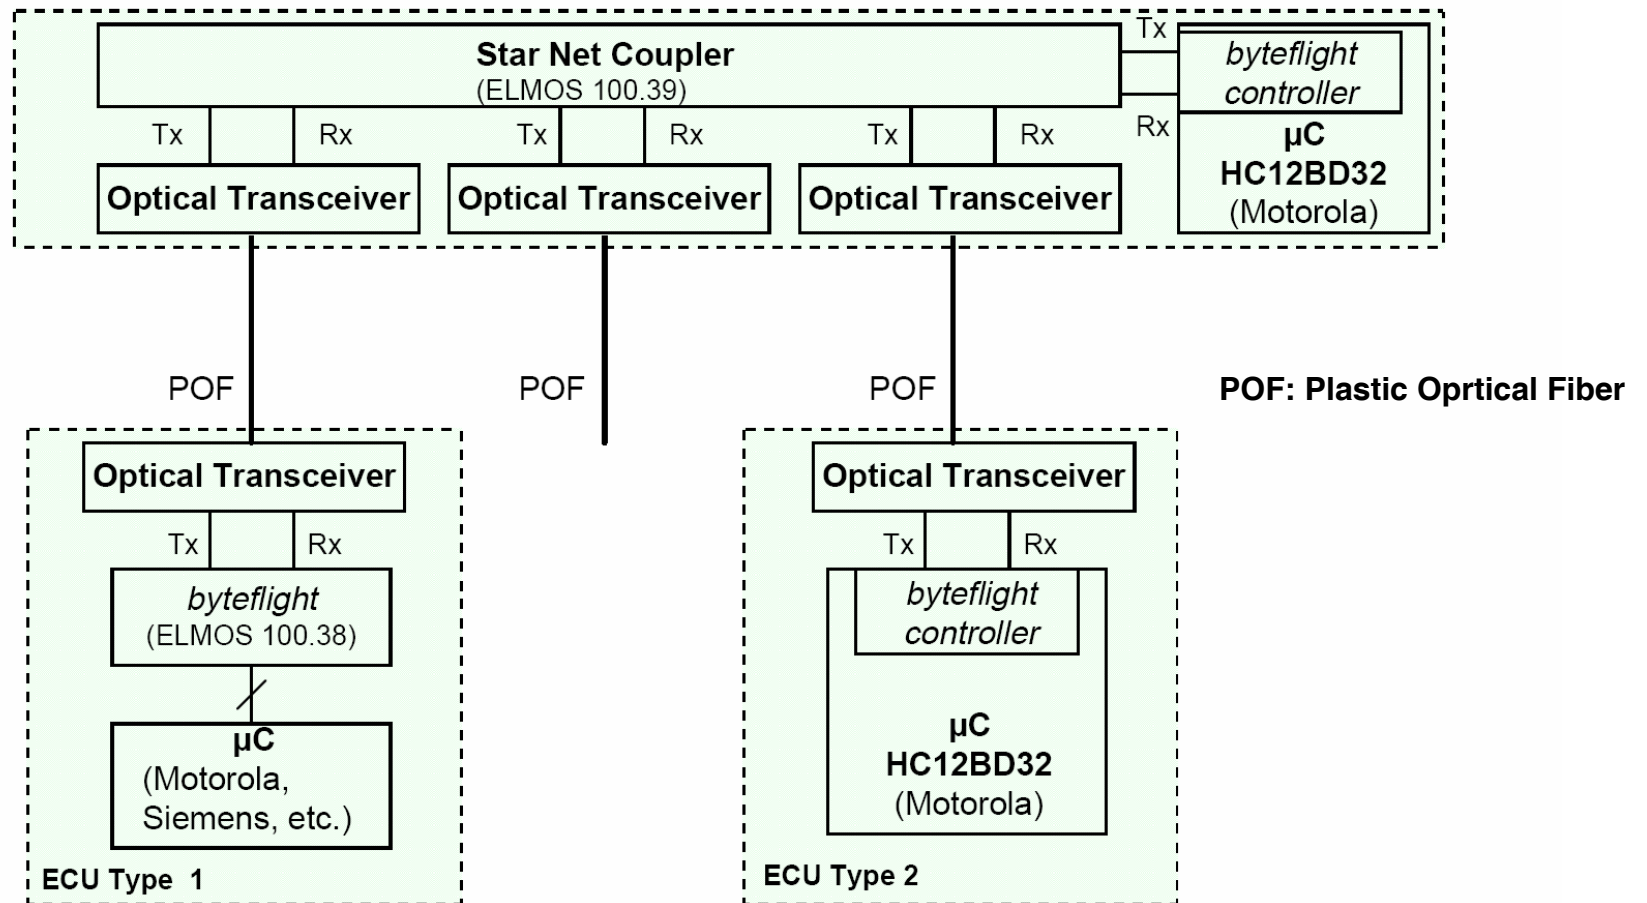 Star Net Coupler
(ELMOS 100.39)
Tx
Rx
byteflight
controller
µC
HC12BD32
(Motorola)
Tx
Rx
Tx
Rx
Tx
Rx
Optical Transceiver
Optical Transceiver
Optical Transceiver
POF
POF
POF
POF: Plastic Oprtical Fiber
Optical Transceiver
Tx
Rx
byteflight
(ELMOS 100.38)
µC
(Motorola,
Siemens, etc.)
ECU Type 1
Optical Transceiver
Tx
Rx
byteflight
controller
µC
HC12BD32
(Motorola)
ECU Type 2